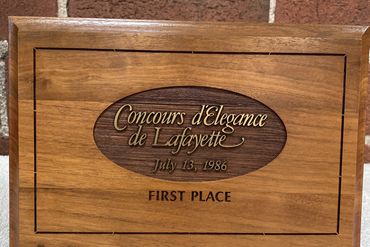 Concours d'Elegance
de Lafayette
July 13, 1986
FIRST PLACE